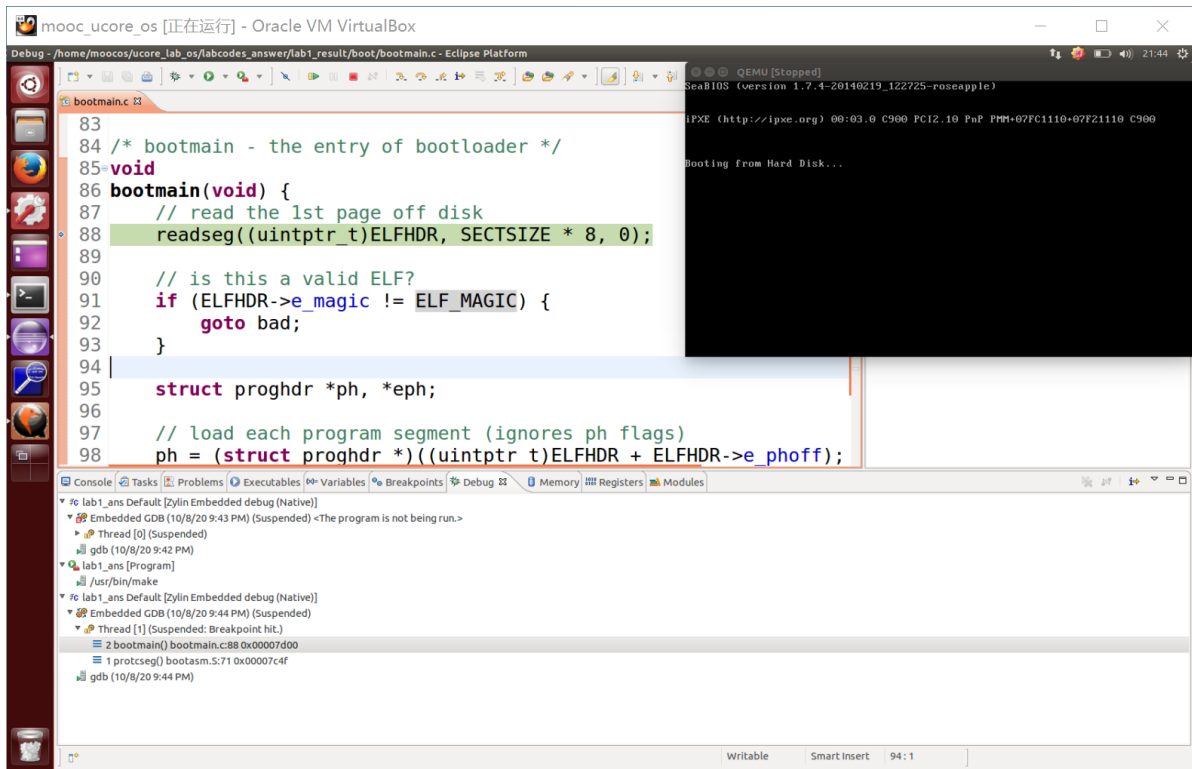 mooc_ucore_os [正在运行] - Oracle VM VirtualBox
Debug - /home/moocos/ucore_lab_os/labcodes_answer/lab1_result/boot/bootmain.c - Eclipse Platform
21:44
bootmain.c
83
84 /* bootmain - the entry of bootloader */
85 void
86 bootmain(void) {
87     // read the 1st page off disk
88     readseg((uintptr_t)ELFHDR, SECTSIZE * 8, 0);
89
90     // is this a valid ELF?
91     if (ELFHDR->e_magic != ELF_MAGIC) {
92         goto bad;
93     }
94
95     struct proghdr *ph, *eph;
96
97     // load each program segment (ignores ph flags)
98     ph = (struct proghdr *)((uintptr_t)ELFHDR + ELFHDR->e_phoff);
QEMU [Stopped]
SeaBIOS (version 1.7.4-20140219_122725-roseapple)
iPXE (http://ipxe.org) 00:03.0 C900 PCI2.10 PnP PMM+07FC1110+07F21110 C900
Booting from Hard Disk...
Console Tasks Problems Executables Variables Breakpoints Debug Memory Registers Modules
lab1_ans Default [Zylin Embedded debug (Native)]
Embedded GDB (10/8/20 9:43 PM) (Suspended) <The program is not being run.>
Thread [0] (Suspended)
gdb (10/8/20 9:42 PM)
lab1_ans [Program]
/usr/bin/make
lab1_ans Default [Zylin Embedded debug (Native)]
Embedded GDB (10/8/20 9:44 PM) (Suspended)
Thread [1] (Suspended: Breakpoint hit.)
2 bootmain() bootmain.c:88 0x00007d00
1 protcseg() bootasm.S:71 0x00007c4f
gdb (10/8/20 9:44 PM)
Writable Smart Insert 94 : 1